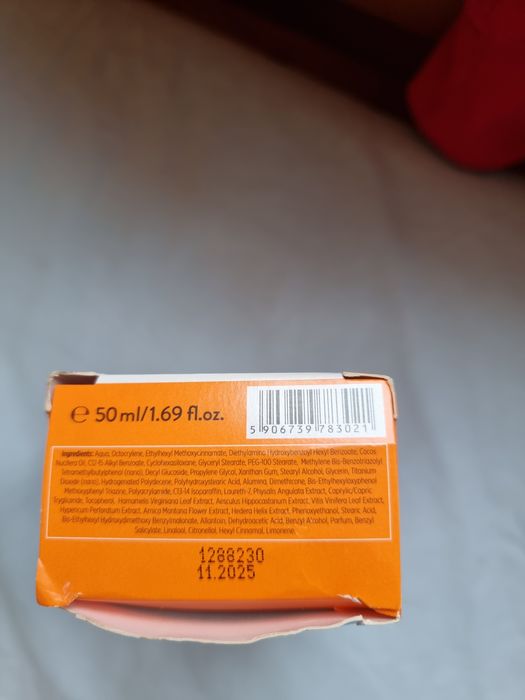 e 50 ml/1.69 fl.oz.
5 906739 783021
Ingredients: Aqua, Octocrylene, Ethylhexyl Methoxycinnamate, Diethylamino Hydroxybenzoyl Hexyl Benzoate, Cocos
Nucifera Oil, C12-15 Alkyl Benzoate, Cyclohexasiloxane, Glyceryl Stearate, PEG-100 Stearate, Methylene Bis-Benzotriazolyl
Tetramethylbutylphenol (nano), Decyl Glucoside, Propylene Glycol, Xanthan Gum, Stearyl Alcohol, Glycerin, Titanium
Dioxide (nano), Hydrogenated Polydecene, Polyhydroxystearic Acid, Alumina, Dimethicone, Bis-Ethylhexyloxyphenol
Methoxyphenyl Triazine, Polyacrylamide, C13-14 Isoparaffin, Laureth-7, Physalis Angulata Extract, Caprylic/Capric
Triglyceride, Tocopherol, Hamamelis Virginiana Leaf Extract, Aesculus Hippocastanum Extract, Vitis Vinifera Leaf Extract,
Hypericum Perforatum Extract, Arnica Montana Flower Extract, Hedera Helix Extract, Phenoxyethanol, Stearic Acid,
Bis-Ethylhexyl Hydroxydimethoxy Benzylmalonate, Allantoin, Dehydroacetic Acid, Benzyl Alcohol, Parfum, Benzyl
Salicylate, Linalool, Citronellol, Hexyl Cinnamal, Limonene.
1288230
11.2025